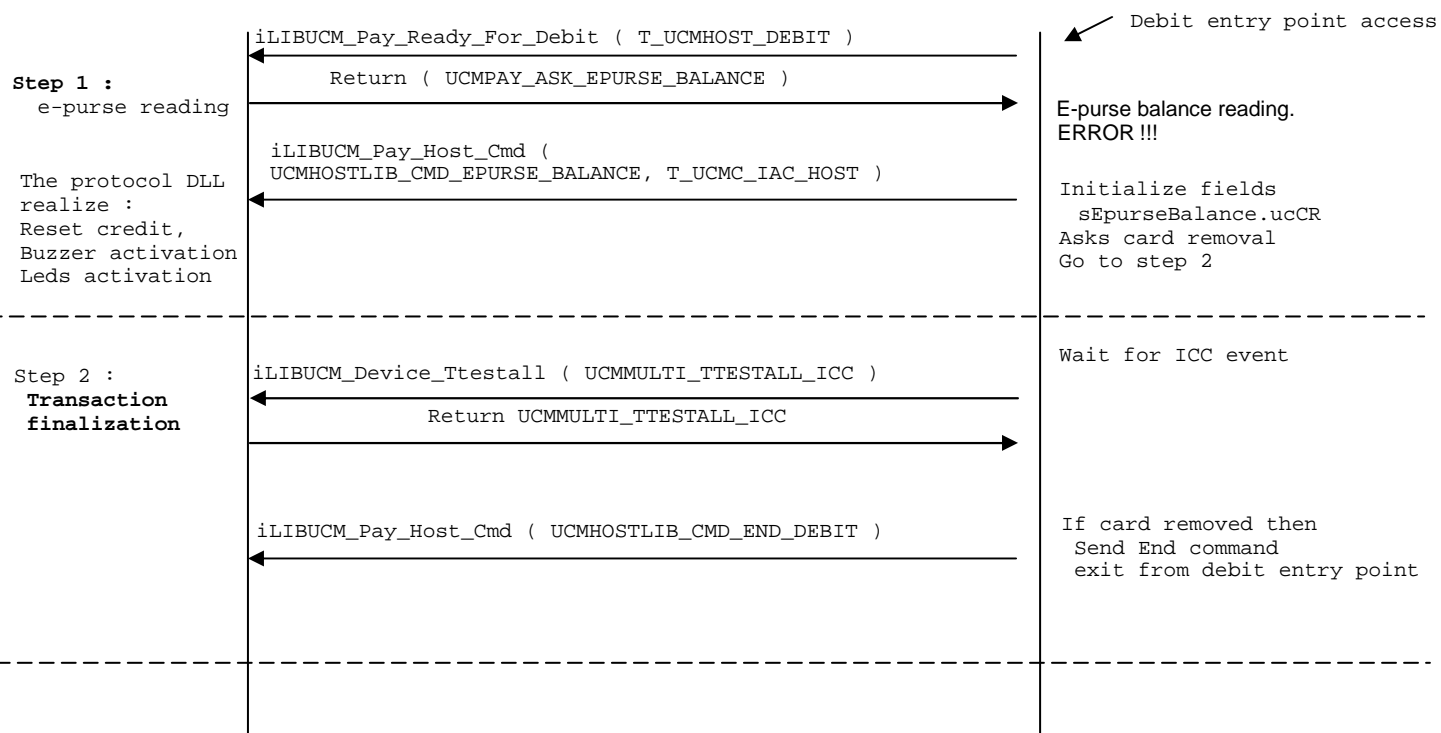 Debit entry point access
iLIBUCM_Pay_Ready_For_Debit ( T_UCMHOST_DEBIT )
Step 1 :
e-purse reading
Return ( UCMPAY_ASK_EPURSE_BALANCE )
E-purse balance reading.
ERROR !!!
iLIBUCM_Pay_Host_Cmd (
UCMHOSTLIB_CMD_EPURSE_BALANCE, T_UCMC_IAC_HOST )
The protocol DLL
realize :
Reset credit,
Buzzer activation
Leds activation
Initialize fields
sEpurseBalance.ucCR
Asks card removal
Go to step 2
Wait for ICC event
Step 2 :
Transaction
finalization
iLIBUCM_Device_Ttestall ( UCMMULTI_TTESTALL_ICC )
Return UCMMULTI_TTESTALL_ICC
iLIBUCM_Pay_Host_Cmd ( UCMHOSTLIB_CMD_END_DEBIT )
If card removed then
Send End command
exit from debit entry point